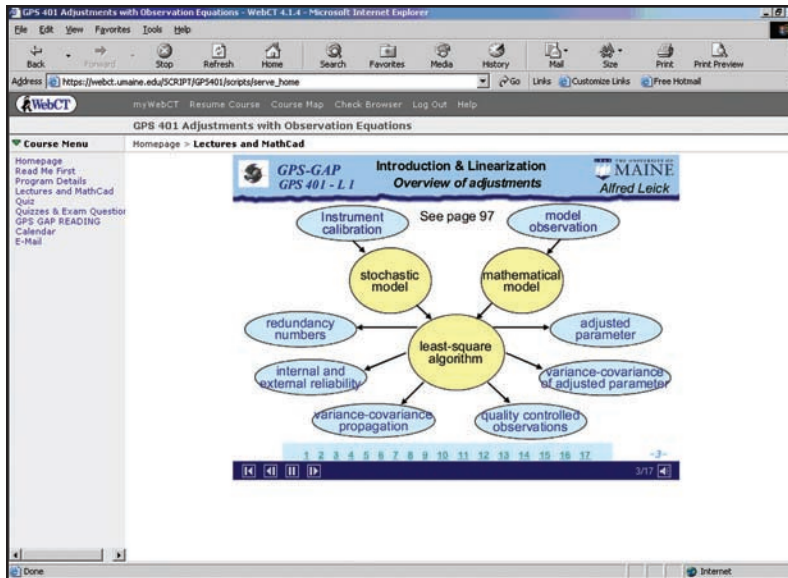 GPS 401 Adjustments with Observation Equations - WebCT 4.1.4 - Microsoft Internet Explorer
File Edit View Favorites Tools Help
Back Forward Stop Refresh Home Search Favorites Media History Mail Size Print Print Preview
Address https://webct.umaine.edu/SCRIPT/GPS401/scripts/serve_home Go Links Customize Links Free Hotmail
WebCT myWebCT Resume Course Course Map Check Browser Log Out Help
GPS 401 Adjustments with Observation Equations
Course Menu
Homepage > Lectures and MathCad
Homepage
Read Me First
Program Details
Lectures and MathCad
Quiz
Quizzes & Exam Question
GPS GAP READING
Calendar
E-Mail
GPS-GAP
GPS 401 - L 1
Introduction & Linearization
Overview of adjustments
THE UNIVERSITY OF
MAINE
Alfred Leick
Instrument
calibration
See page 97
model
observation
stochastic
model
mathematical
model
redundancy
numbers
least-square
algorithm
adjusted
parameter
internal and
external reliability
variance-covariance
of adjusted parameter
variance-covariance
propagation
quality controlled
observations
1 2 3 4 5 6 7 8 9 10 11 12 13 14 15 16 17 -3-
3/17
Done Internet